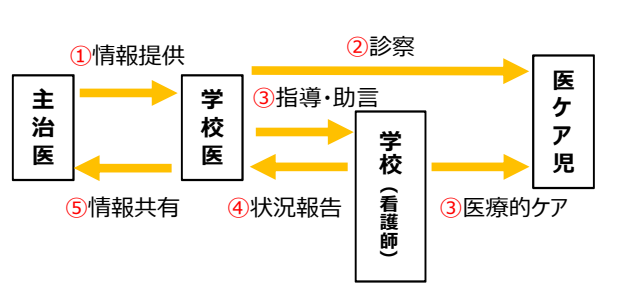 ①情報提供
②診察
主治医
学校医
③指導・助言
医ケア児
学校（看護師）
⑤情報共有
④状況報告
③医療的ケア